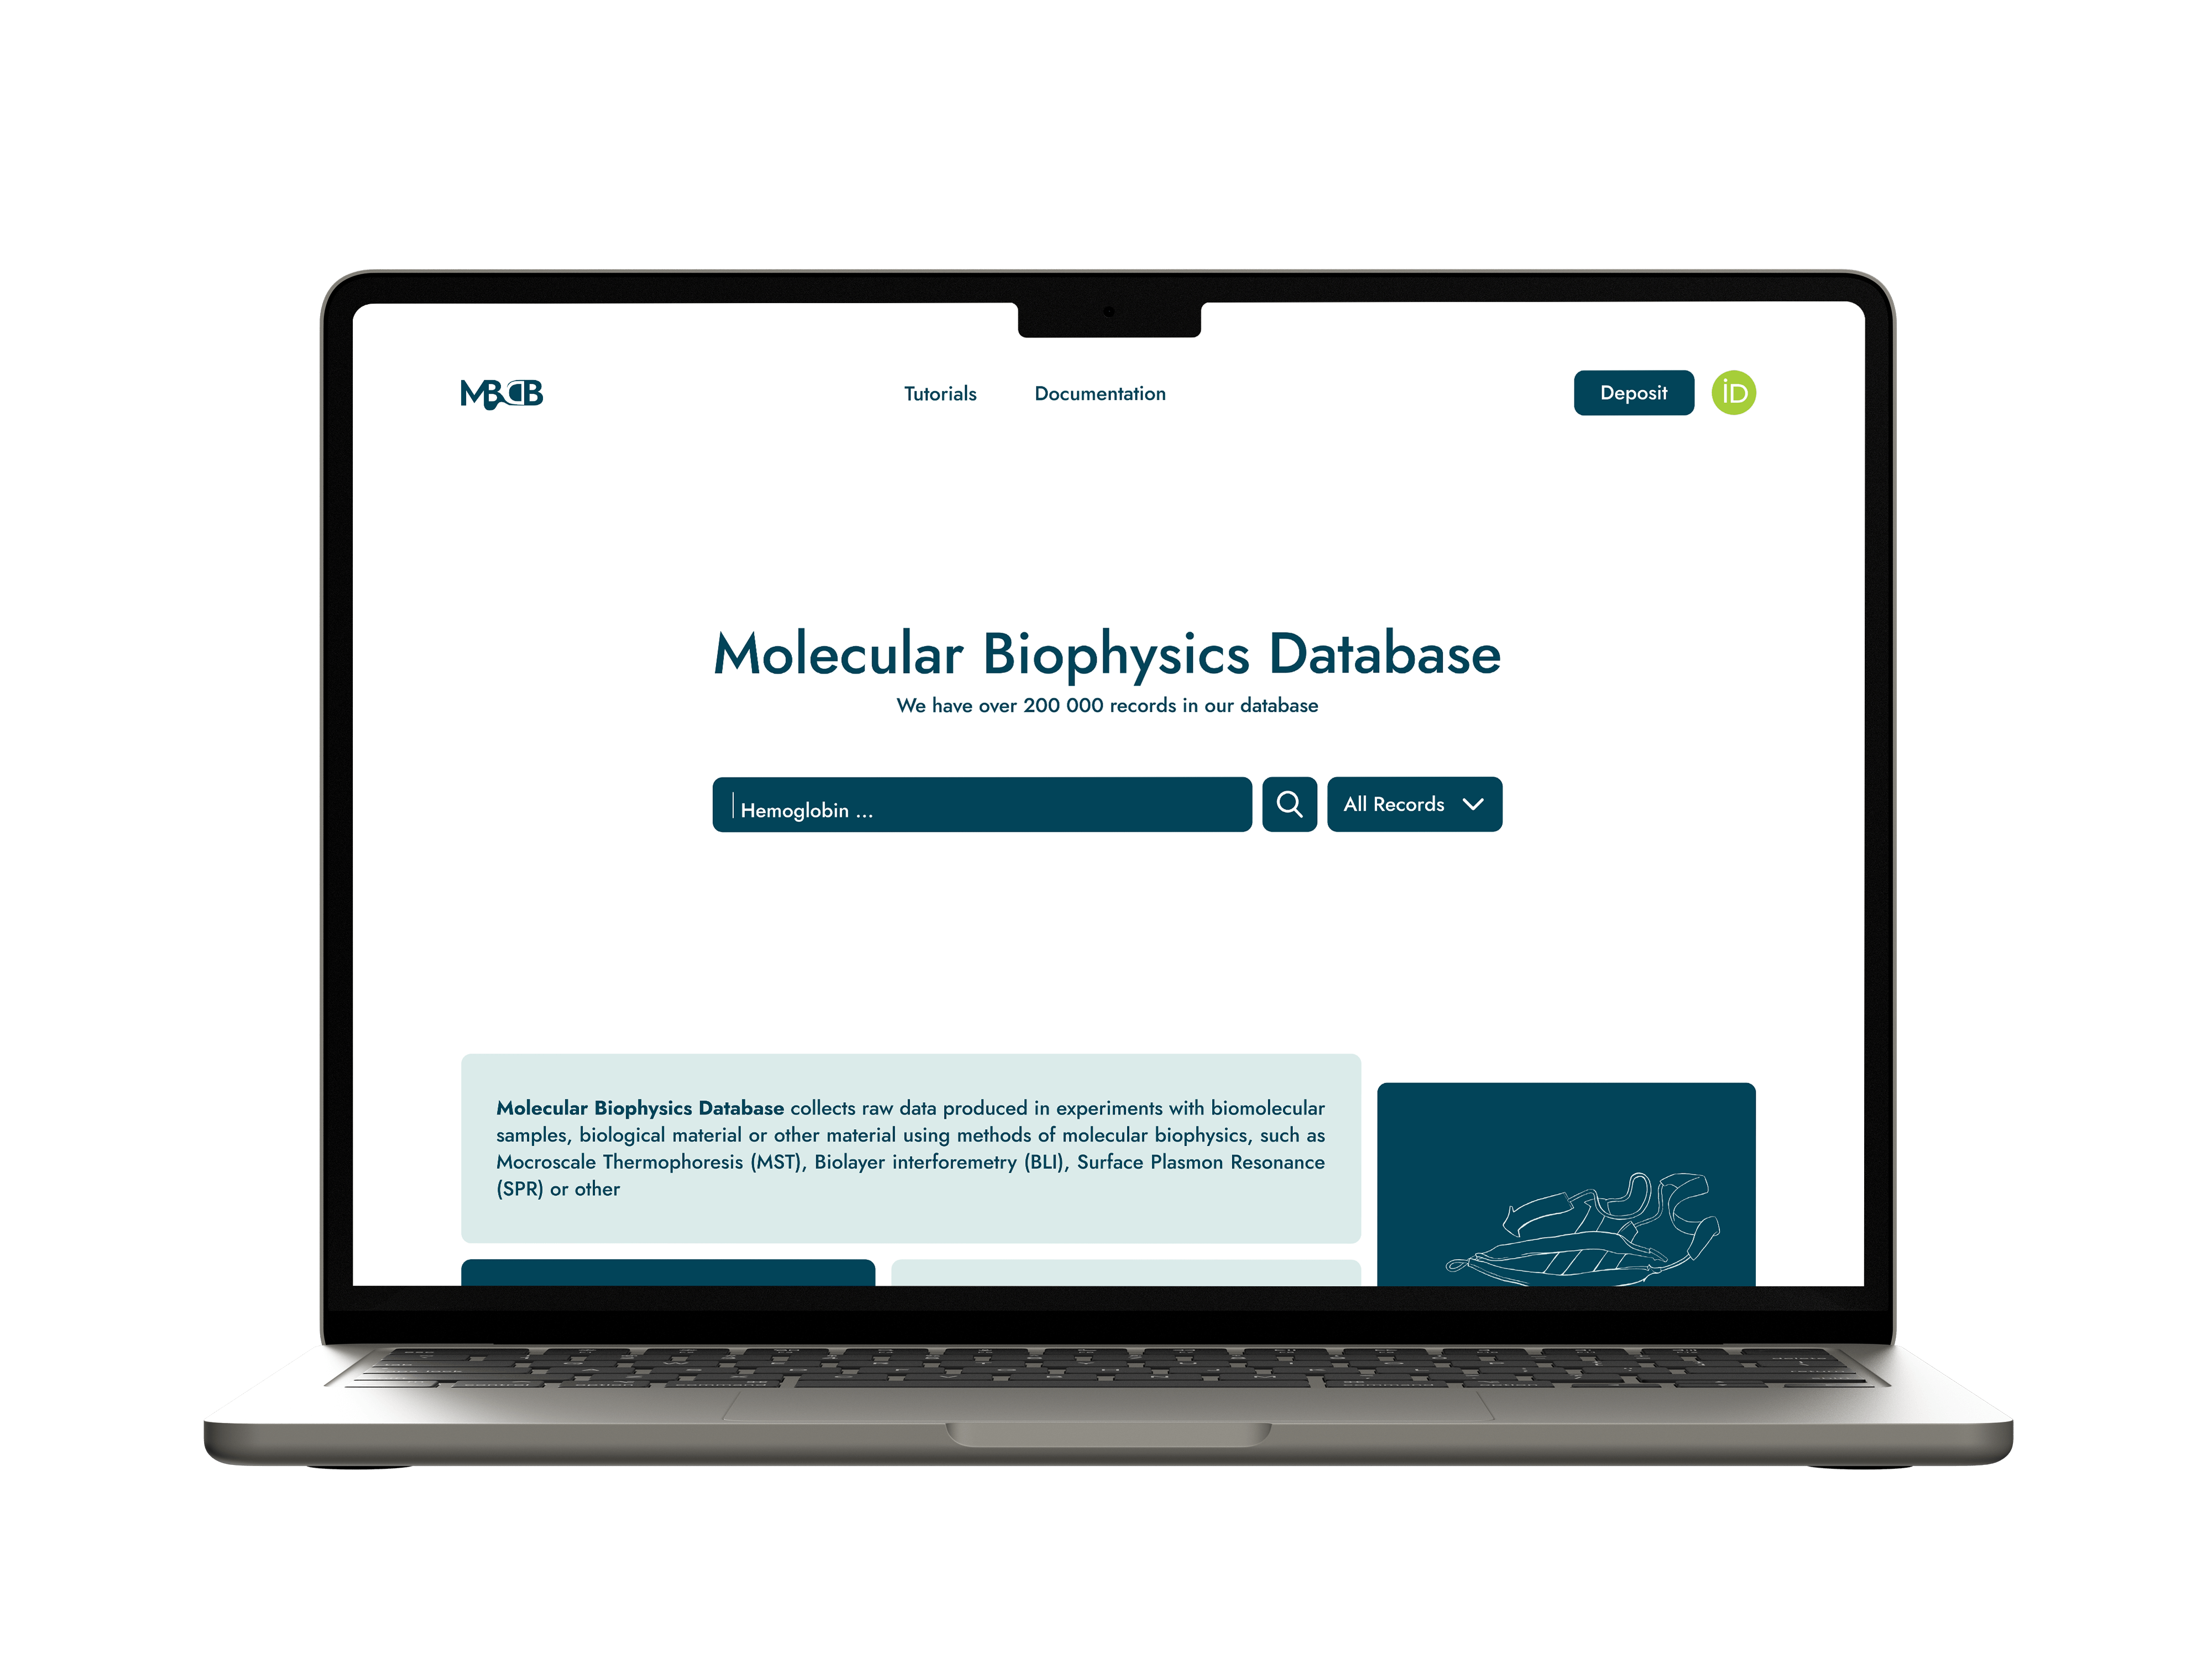 MBDB
Tutorials
Documentation
Deposit
iD
Molecular Biophysics Database
We have over 200 000 records in our database
Hemoglobin ...
All Records
Molecular Biophysics Database collects raw data produced in experiments with biomolecular
samples, biological material or other material using methods of molecular biophysics, such as
Mocroscale Thermophoresis (MST), Biolayer interforemetry (BLI), Surface Plasmon Resonance
(SPR) or other